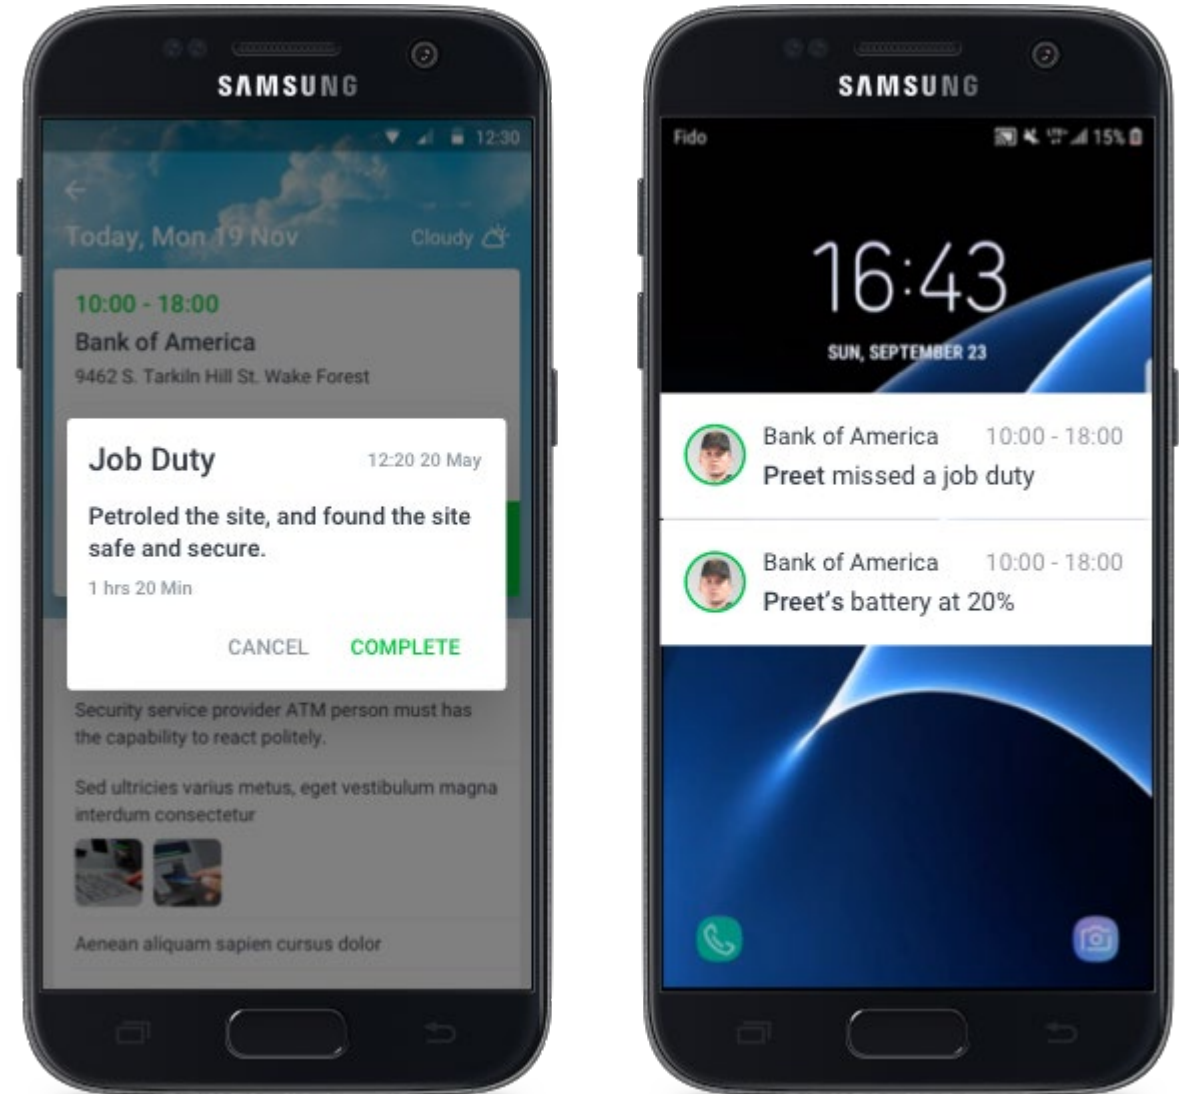 SAMSUNG
12:30
Today, Mon 19 Nov
Cloudy
10:00 - 18:00
Bank of America
9462 S. Tarkiln Hill St. Wake Forest
Job Duty
12:20 20 May
Petroled the site, and found the site
safe and secure.
1 hrs 20 Min
CANCEL
COMPLETE
Security service provider ATM person must has
the capability to react politely.
Sed ultricies varius metus, eget vestibulum magna
interdum consectetur
Aenean aliquam sapien cursus dolor
SAMSUNG
Fido
LTE+
15%
16:43
SUN, SEPTEMBER 23
Bank of America
10:00 - 18:00
Preet missed a job duty
Bank of America
10:00 - 18:00
Preet's battery at 20%